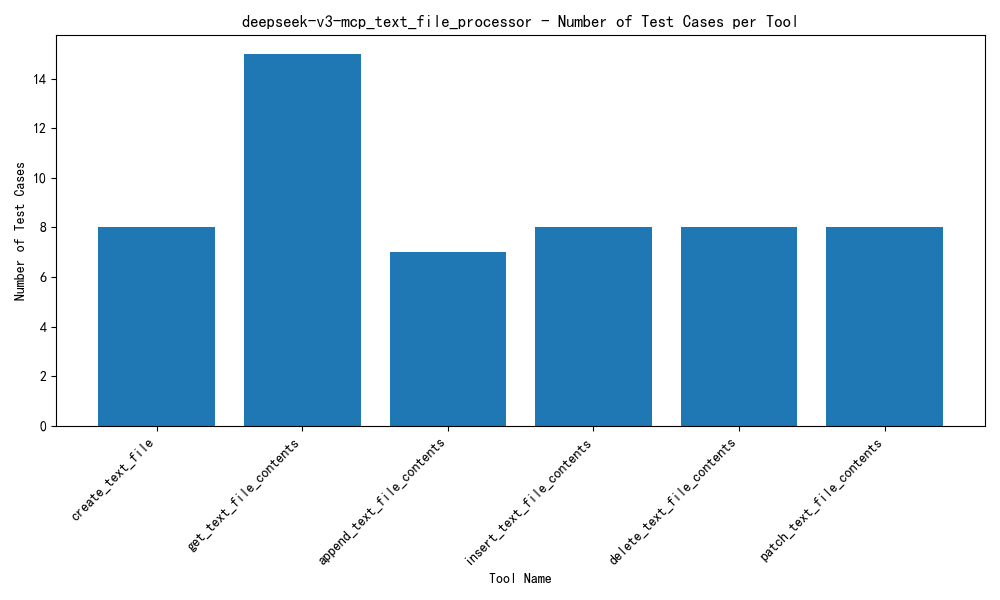 deepseek-v3-mcp_text_file_processor - Number of Test Cases per Tool
Number of Test Cases
14
12
10
8
6
4
2
0
create_text_file
get_text_file_contents
append_text_file_contents
insert_text_file_contents
delete_text_file_contents
patch_text_file_contents
Tool Name